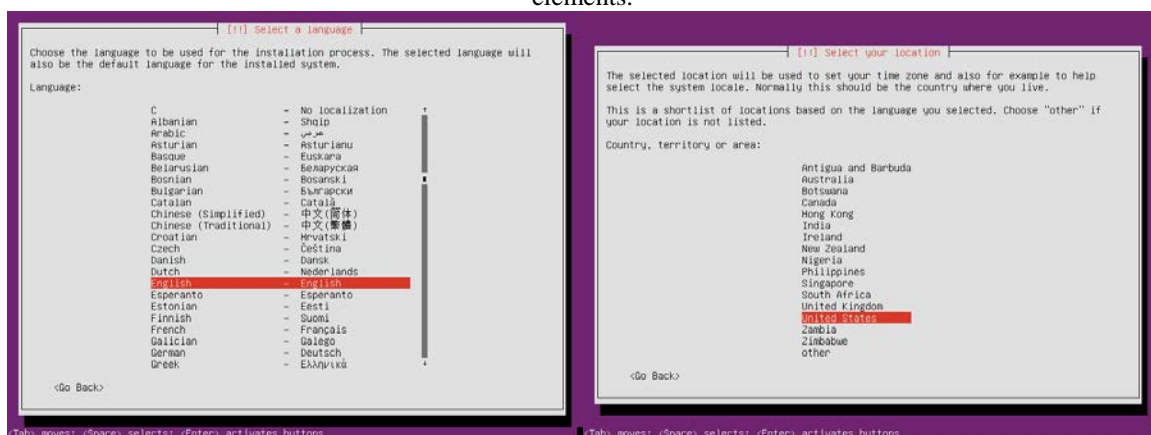 elements.
[!!] Select a language
Choose the language to be used for the installation process. The selected language will
also be the default language for the installed system.
Language:
C - No localization
Albanian - Shqip
Arabic - عربي
Asturian - Asturianu
Basque - Euskara
Belarusian - Беларуская
Bosnian - Bosanski
Bulgarian - Български
Catalan - Català
Chinese (Simplified) - 中文(简体)
Chinese (Traditional) - 中文(繁體)
Croatian - Hrvatski
Czech - Čeština
Danish - Dansk
Dutch - Nederlands
English - English
Esperanto - Esperanto
Estonian - Eesti
Finnish - Suomi
French - Français
Galician - Galego
German - Deutsch
Greek - Ελληνικά
<Go Back>
<Tab> moves; <Space> selects; <Enter> activates buttons
[!!] Select your location
The selected location will be used to set your time zone and also for example to help
select the system locale. Normally this should be the country where you live.
This is a shortlist of locations based on the language you selected. Choose "other" if
your location is not listed.
Country, territory or area:
Antigua and Barbuda
Australia
Botswana
Canada
Hong Kong
India
Ireland
New Zealand
Nigeria
Philippines
Singapore
South Africa
United Kingdom
United States
Zambia
Zimbabwe
other
<Go Back>
<Tab> moves; <Space> selects; <Enter> activates buttons